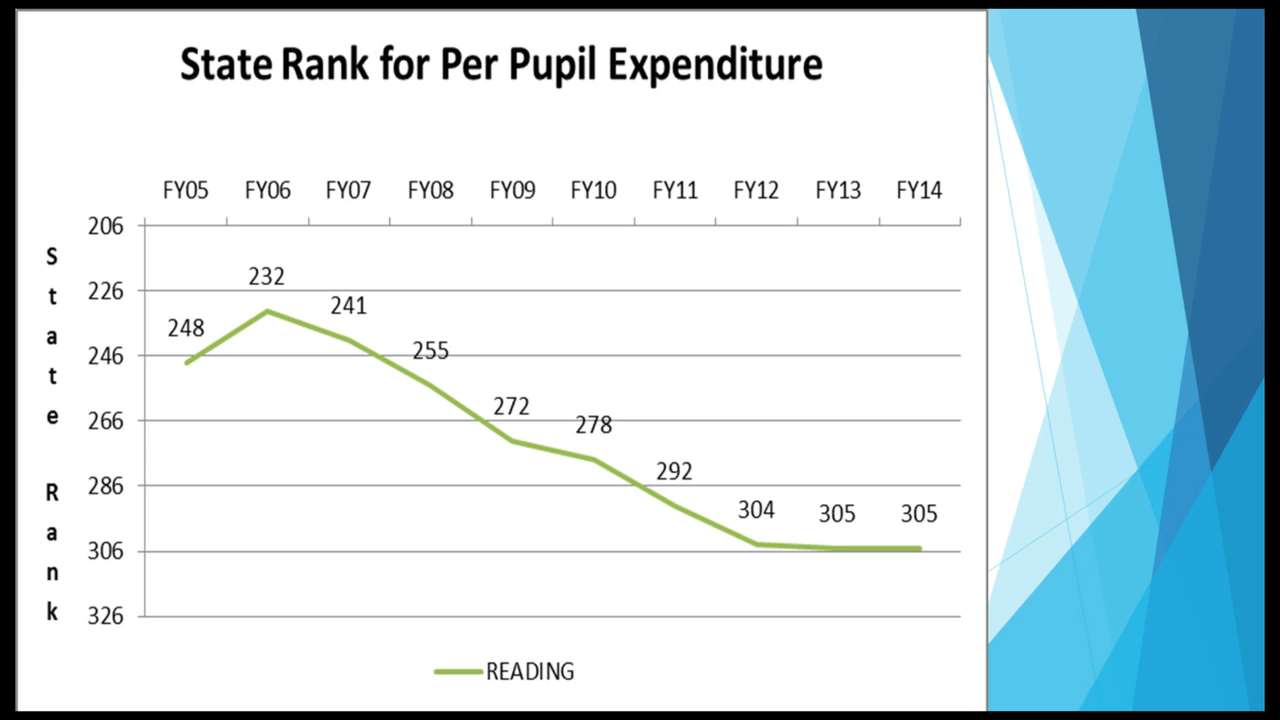 State Rank for Per Pupil Expenditure
FY05 FY06 FY07 FY08 FY09 FY10 FY11 FY12 FY13 FY14
206
226
246
266
286
306
326
State Rank
248 232 241 255 272 278 292 304 305 305
READING